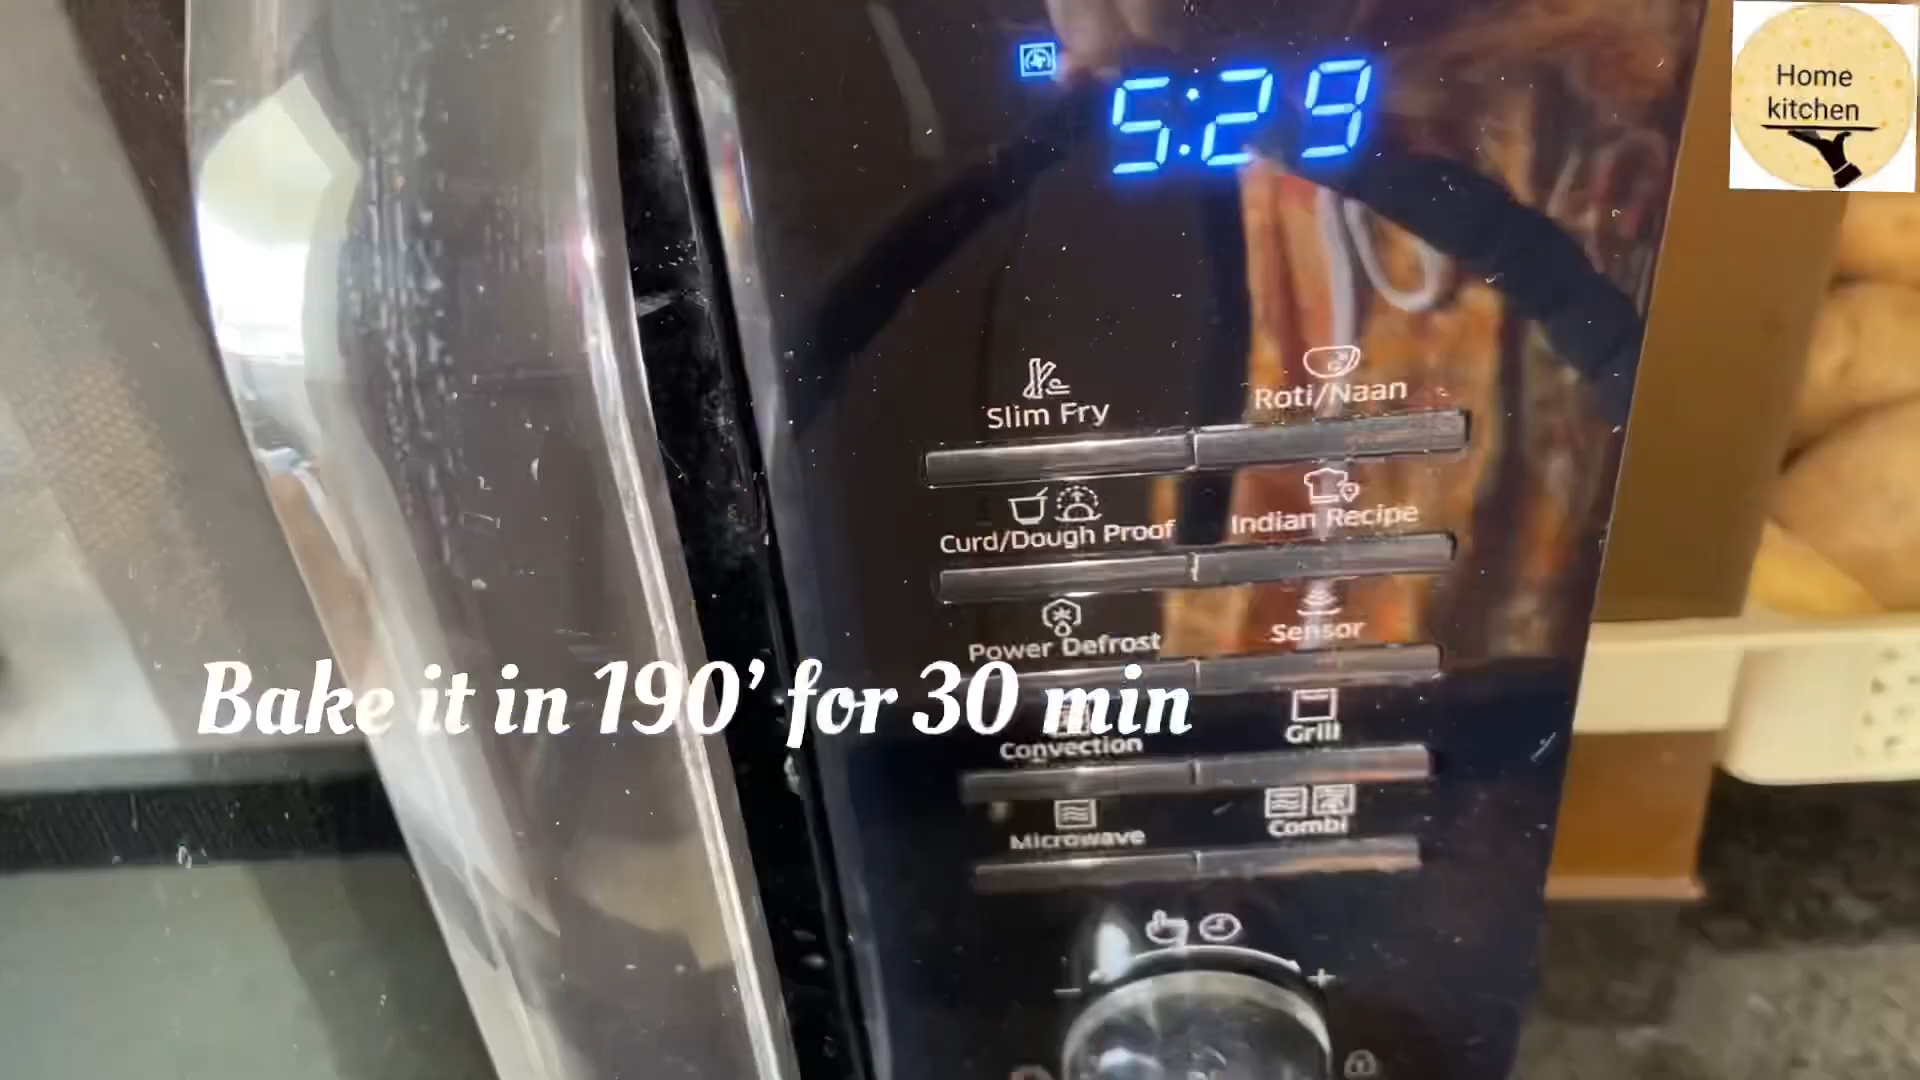 5:29
Home
kitchen
Slim Fry
Roti/Naan
Curd/Dough Proof
Indian Recipe
Power Defrost
Sensor
Bake it in 190' for 30 min
Convection
Grill
Microwave
Combi
- +